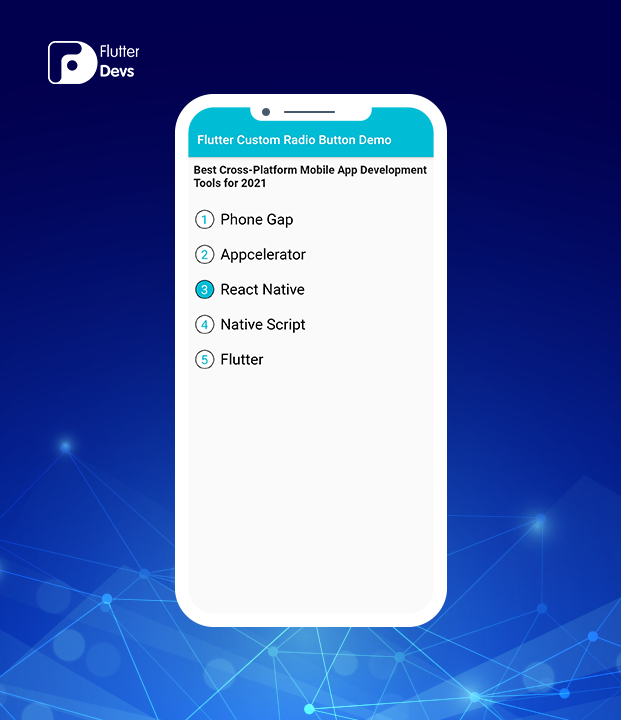 Flutter
Devs
Flutter Custom Radio Button Demo
Best Cross-Platform Mobile App Development
Tools for 2021
1 Phone Gap
2 Appcelerator
3 React Native
4 Native Script
5 Flutter